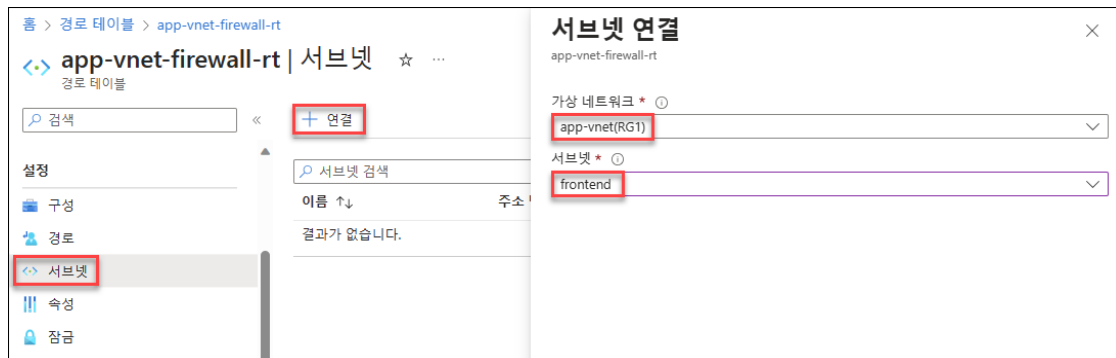 홈 > 경로 테이블 > app-vnet-firewall-rt
app-vnet-firewall-rt | 서브넷
경로 테이블
검색
설정
구성
경로
서브넷
속성
잠금
연결
서브넷 검색
이름
주소
결과가 없습니다.
서브넷 연결
app-vnet-firewall-rt
가상 네트워크 *
app-vnet(RG1)
서브넷 *
frontend